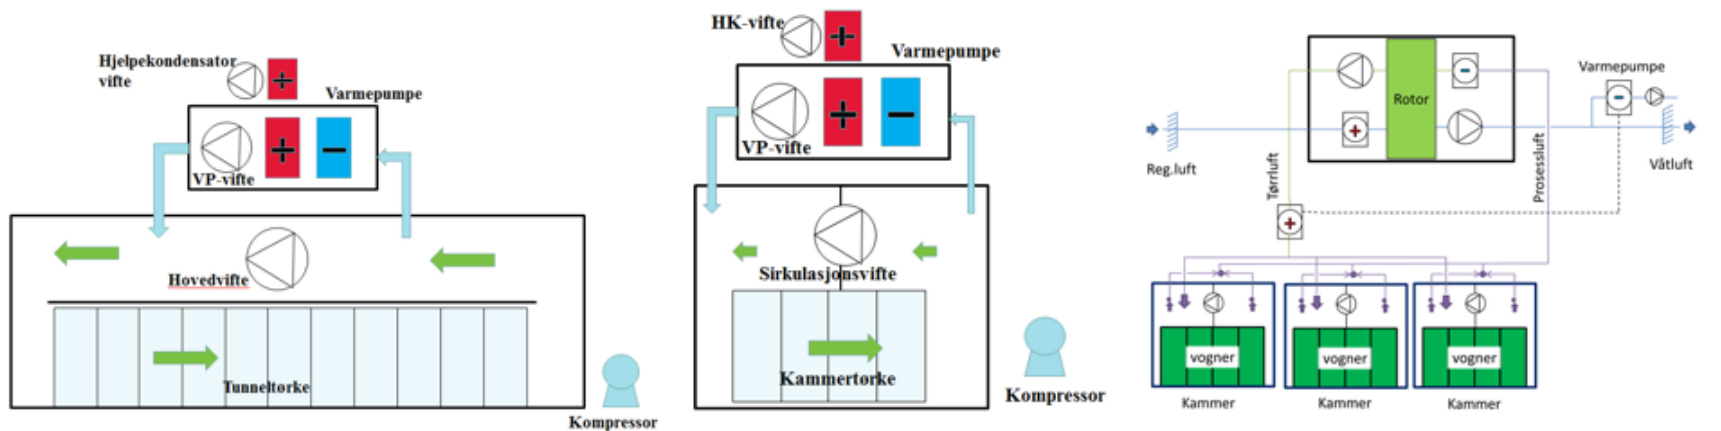 Hjelpekondensator
vifte
Varmepumpe
VP-vifte
Hovedvifte
Tunneltørke
Kompressor
HK-vifte
Varmepumpe
VP-vifte
Sirkulasjonsvifte
Kammertørke
Kompressor
Rotor
Varmepumpe
Reg.luft
Tørrluft
Prosessluft
Våtluft
vogner
vogner
vogner
Kammer
Kammer
Kammer